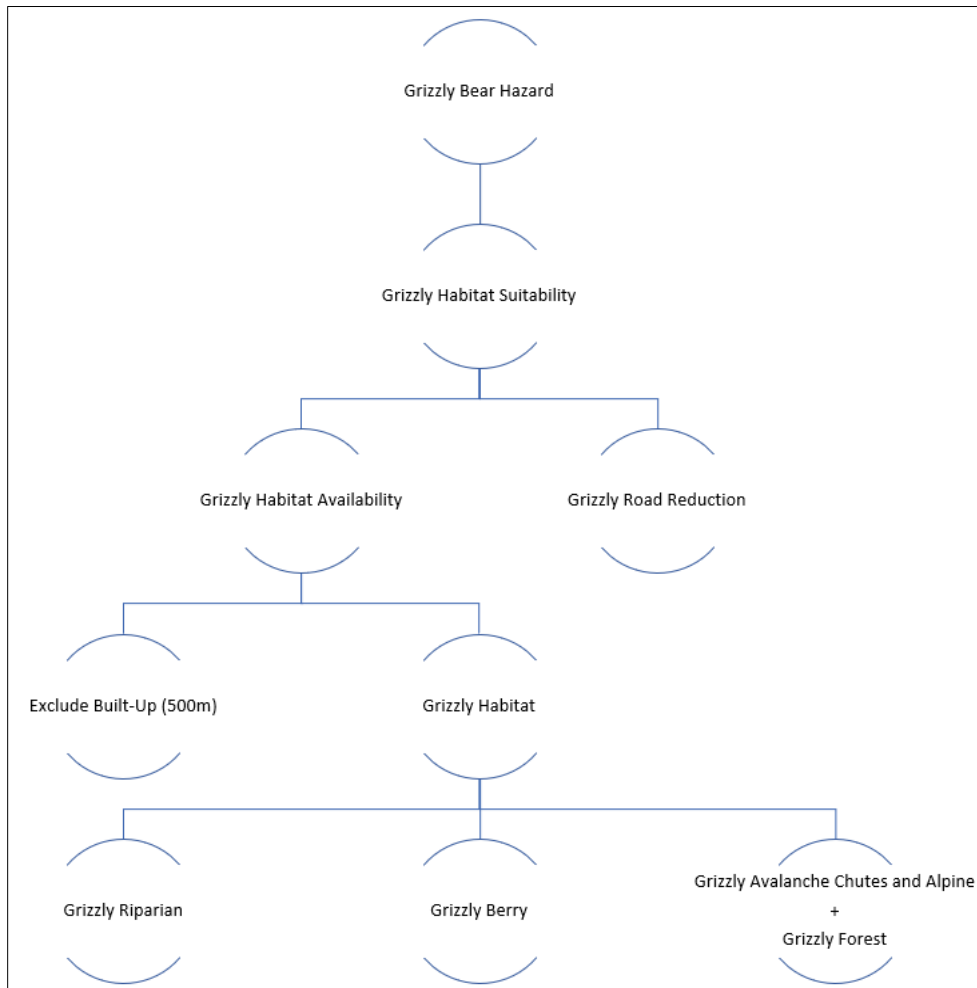 Grizzly Bear Hazard
Grizzly Habitat Suitability
Grizzly Habitat Availability
Grizzly Road Reduction
Exclude Built-Up (500m)
Grizzly Habitat
Grizzly Riparian
Grizzly Berry
Grizzly Avalanche Chutes and Alpine
+
Grizzly Forest